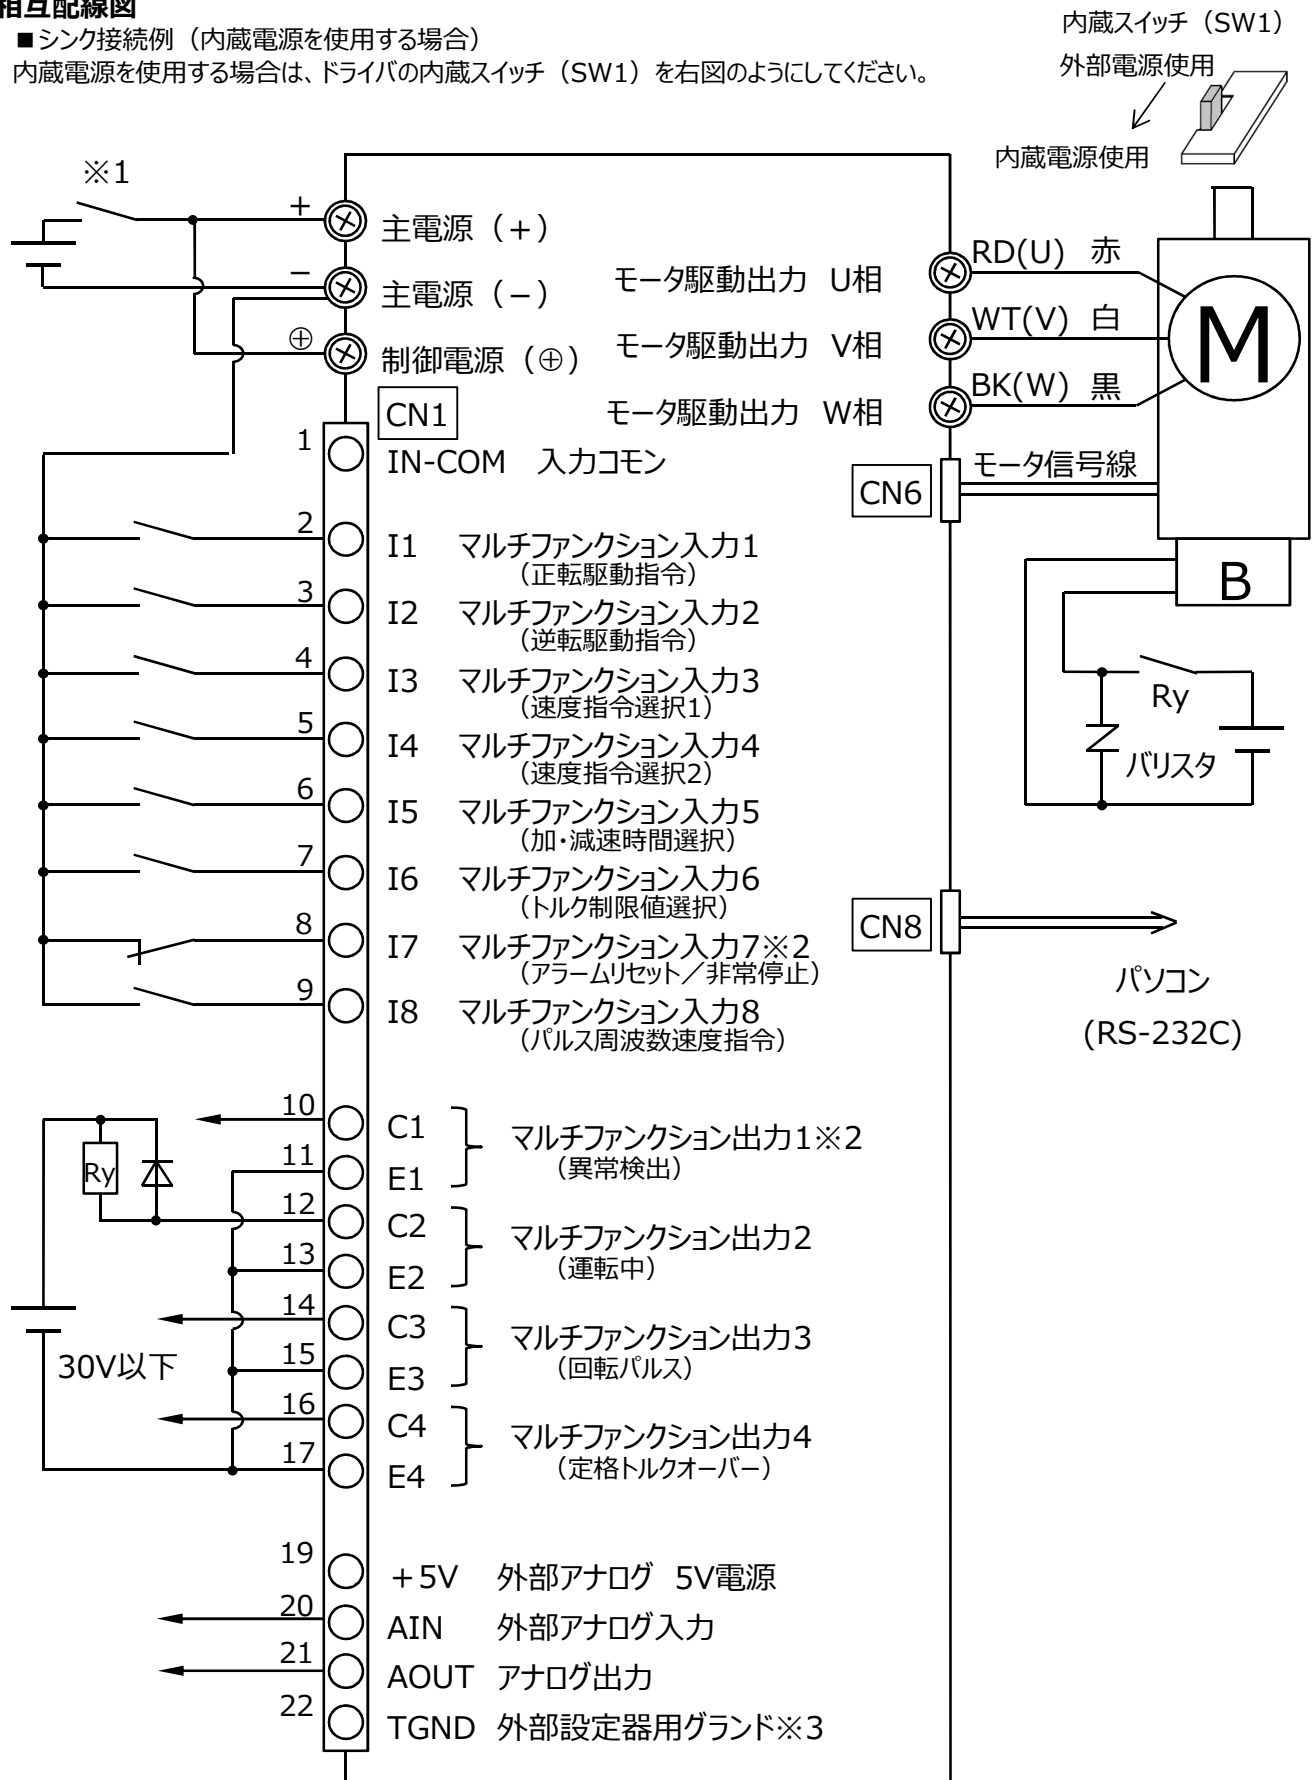 相互配線図
■シンク接続例（内蔵電源を使用する場合）
内蔵電源を使用する場合は、ドライバの内蔵スイッチ（SW1）を右図のようにしてください。
内蔵スイッチ（SW1）
外部電源使用
内蔵電源使用
※1
+ 主電源（+）
− 主電源（−）
⊕ 制御電源（⊕）
モータ駆動出力 U相 RD(U) 赤
モータ駆動出力 V相 WT(V) 白
モータ駆動出力 W相 BK(W) 黒
M
CN1
1 IN-COM 入力コモン
CN6 モータ信号線
2 I1 マルチファンクション入力1
（正転駆動指令）
3 I2 マルチファンクション入力2
（逆転駆動指令）
4 I3 マルチファンクション入力3
（速度指令選択1）
5 I4 マルチファンクション入力4
（速度指令選択2）
6 I5 マルチファンクション入力5
（加・減速時間選択）
7 I6 マルチファンクション入力6
（トルク制限値選択）
8 I7 マルチファンクション入力7※2
（アラームリセット／非常停止）
9 I8 マルチファンクション入力8
（パルス周波数速度指令）
B
Ry
バリスタ
CN8
パソコン
(RS-232C)
10 C1
11 E1
マルチファンクション出力1※2
（異常検出）
Ry
12 C2
13 E2
マルチファンクション出力2
（運転中）
14 C3
15 E3
マルチファンクション出力3
（回転パルス）
30V以下
16 C4
17 E4
マルチファンクション出力4
（定格トルクオーバー）
19 +5V 外部アナログ 5V電源
20 AIN 外部アナログ入力
21 AOUT アナログ出力
22 TGND 外部設定器用グランド※3